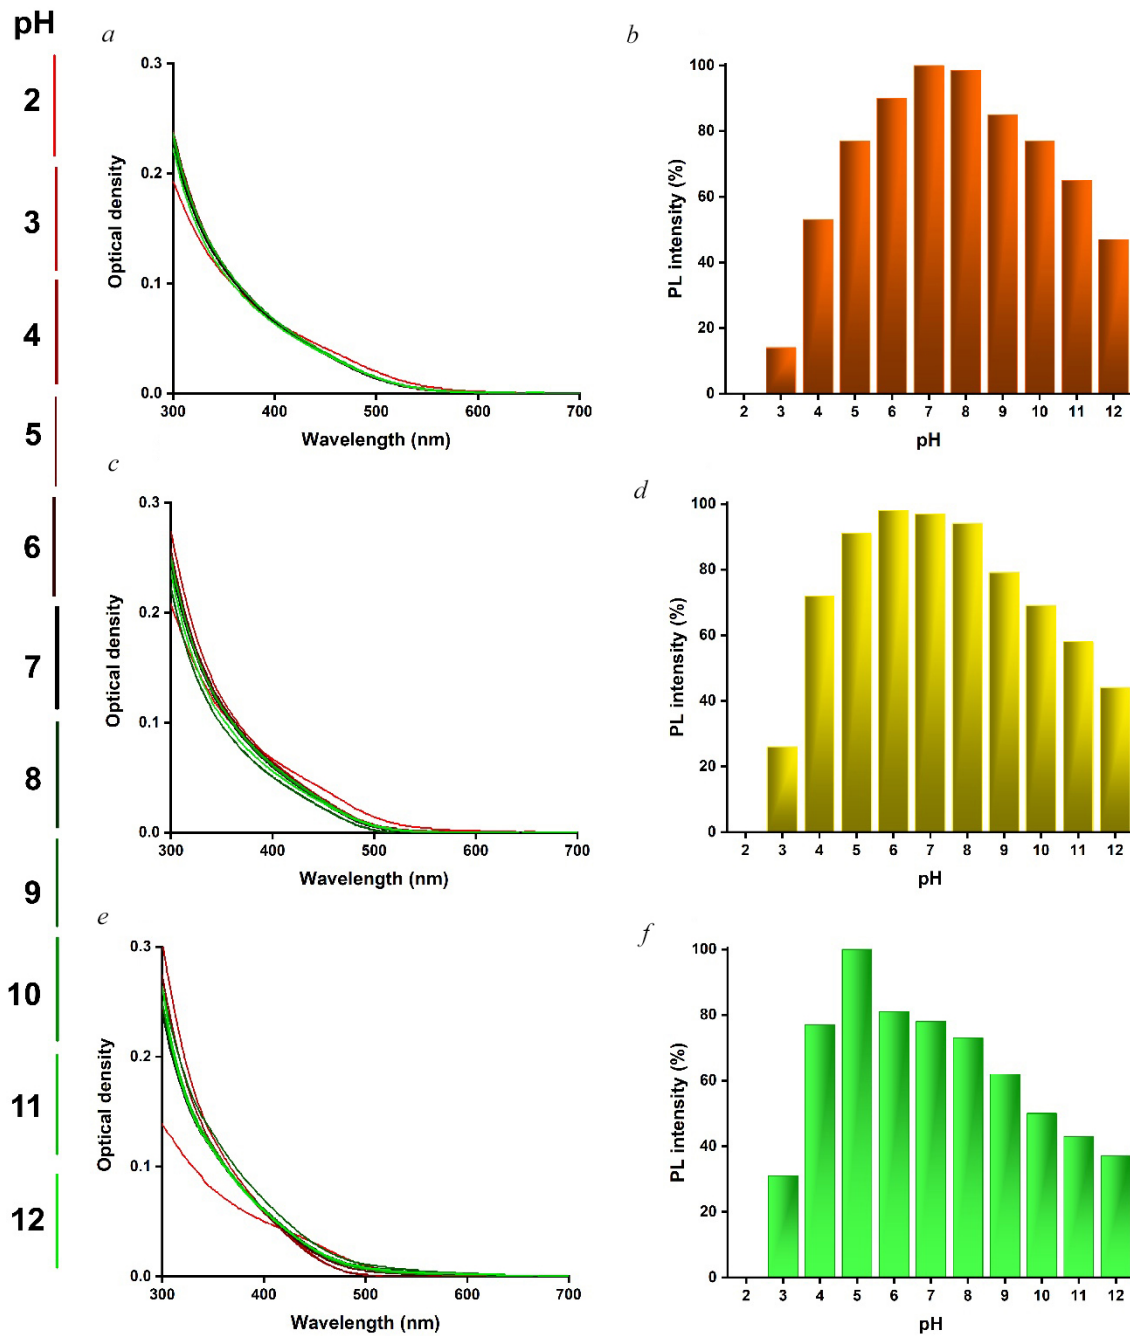 pH
2
3
4
5
6
7
8
9
10
11
12
a
0.3
0.2
0.1
0.0
Optical density
300 400 500 600 700
Wavelength (nm)
b
100
80
60
40
20
0
PL intensity (%)
2 3 4 5 6 7 8 9 10 11 12
pH
c
0.3
0.2
0.1
0.0
Optical density
300 400 500 600 700
Wavelength (nm)
d
100
80
60
40
20
0
PL intensity (%)
2 3 4 5 6 7 8 9 10 11 12
pH
e
0.3
0.2
0.1
0.0
Optical density
300 400 500 600 700
Wavelength (nm)
f
100
80
60
40
20
0
PL intensity (%)
2 3 4 5 6 7 8 9 10 11 12
pH